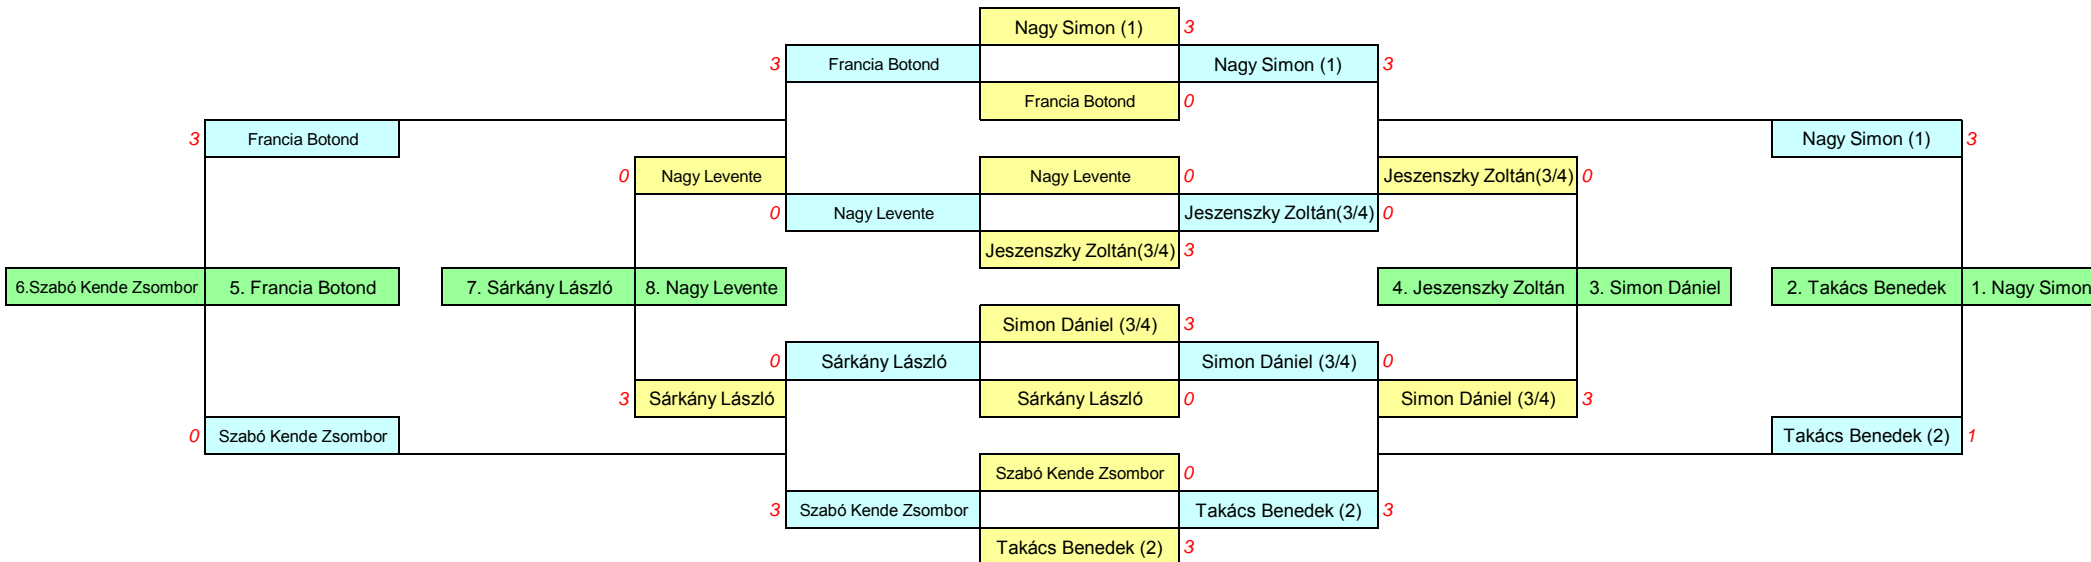 Nagy Simon (1) 3
3 Francia Botond Nagy Simon (1) 3
Francia Botond 0
3 Francia Botond Nagy Simon (1) 3
0 Nagy Levente Nagy Levente 0 Jeszenszky Zoltán(3/4) 0
0 Nagy Levente Jeszenszky Zoltán(3/4) 0
Jeszenszky Zoltán(3/4) 3
6.Szabó Kende Zsombor 5. Francia Botond 7. Sárkány László 8. Nagy Levente 4. Jeszenszky Zoltán 3. Simon Dániel 2. Takács Benedek 1. Nagy Simon
Simon Dániel (3/4) 3
0 Sárkány László Simon Dániel (3/4) 0
3 Sárkány László Sárkány László 0 Simon Dániel (3/4) 3
0 Szabó Kende Zsombor Takács Benedek (2) 1
Szabó Kende Zsombor 0
3 Szabó Kende Zsombor Takács Benedek (2) 3
Takács Benedek (2) 3